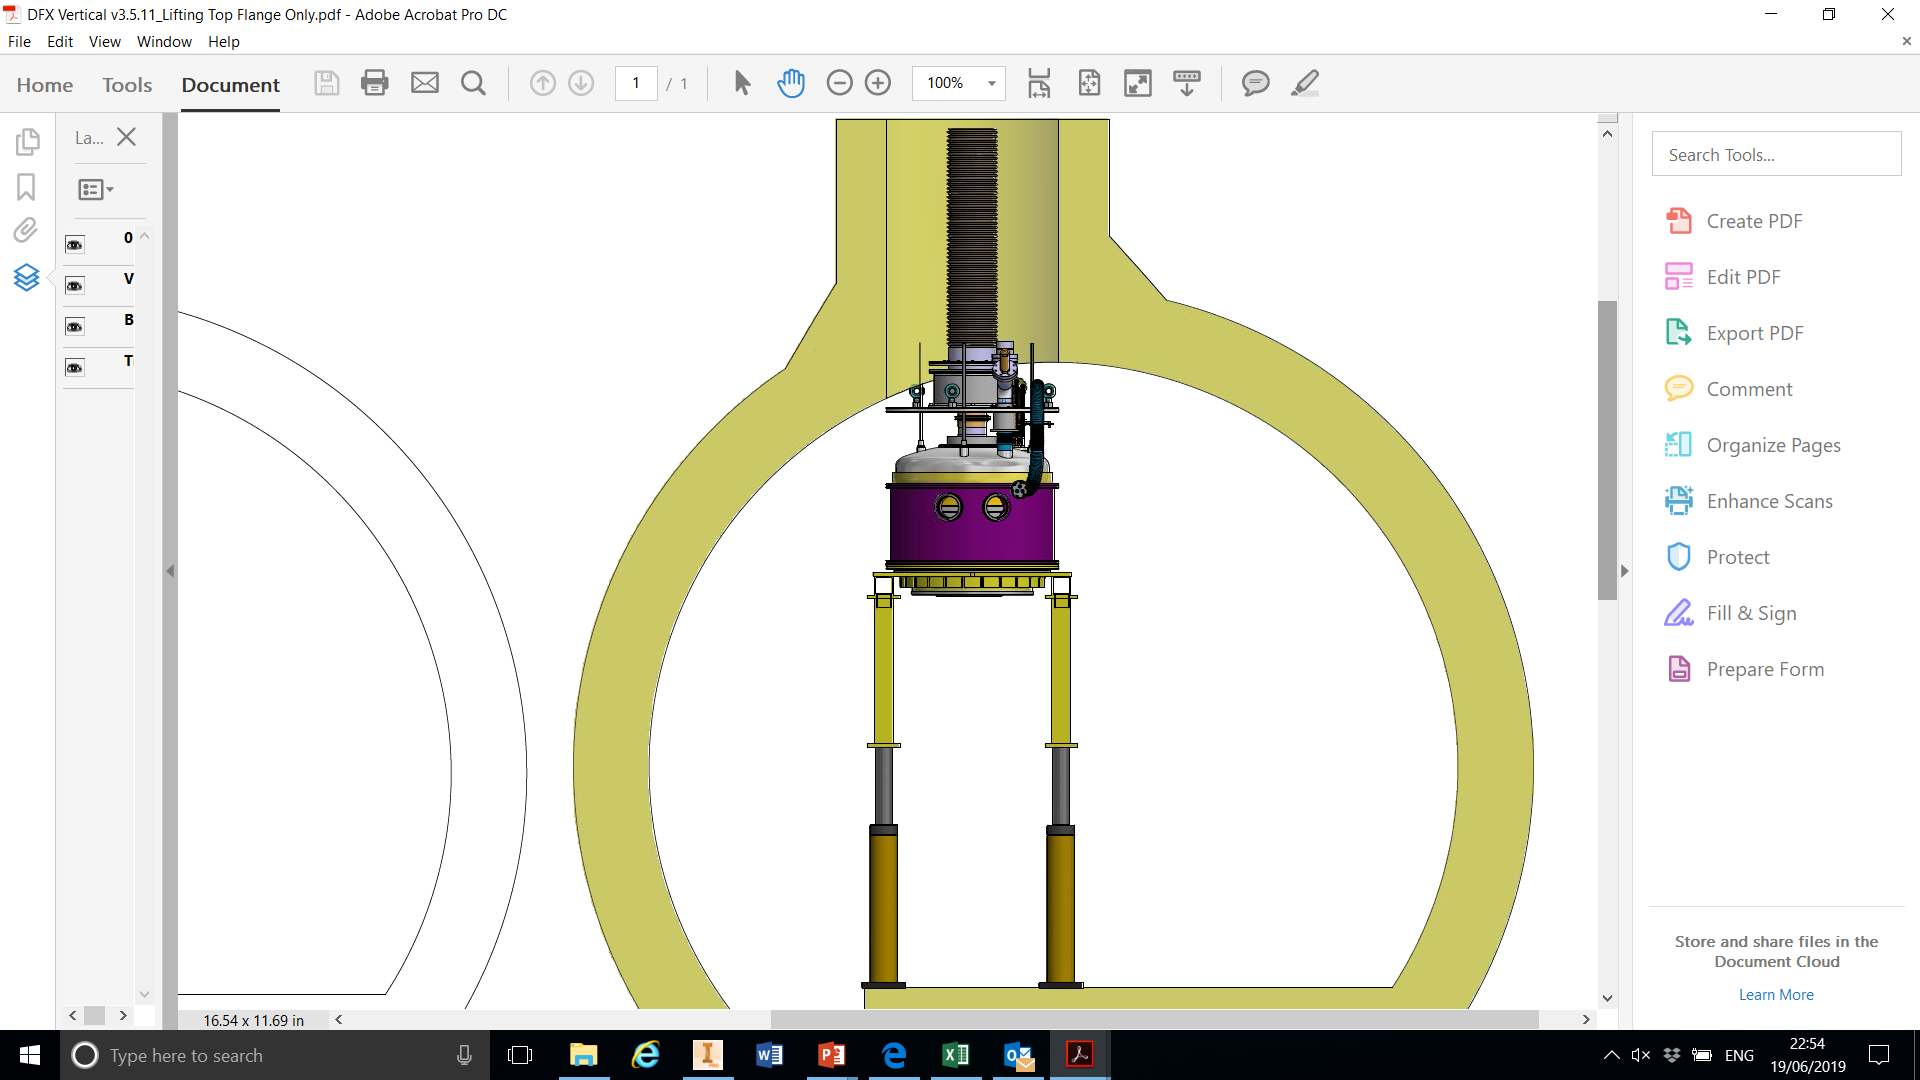 DFX Vertical v3.5.11_Lifting Top Flange Only.pdf - Adobe Acrobat Pro DC
File Edit View Window Help
Home Tools Document 1 / 1 100%
La...
0
V
B
T
Search Tools...
Create PDF
Edit PDF
Export PDF
Comment
Organize Pages
Enhance Scans
Protect
Fill & Sign
Prepare Form
Store and share files in the
Document Cloud
Learn More
16.54 x 11.69 in
Type here to search
ENG
22:54
19/06/2019